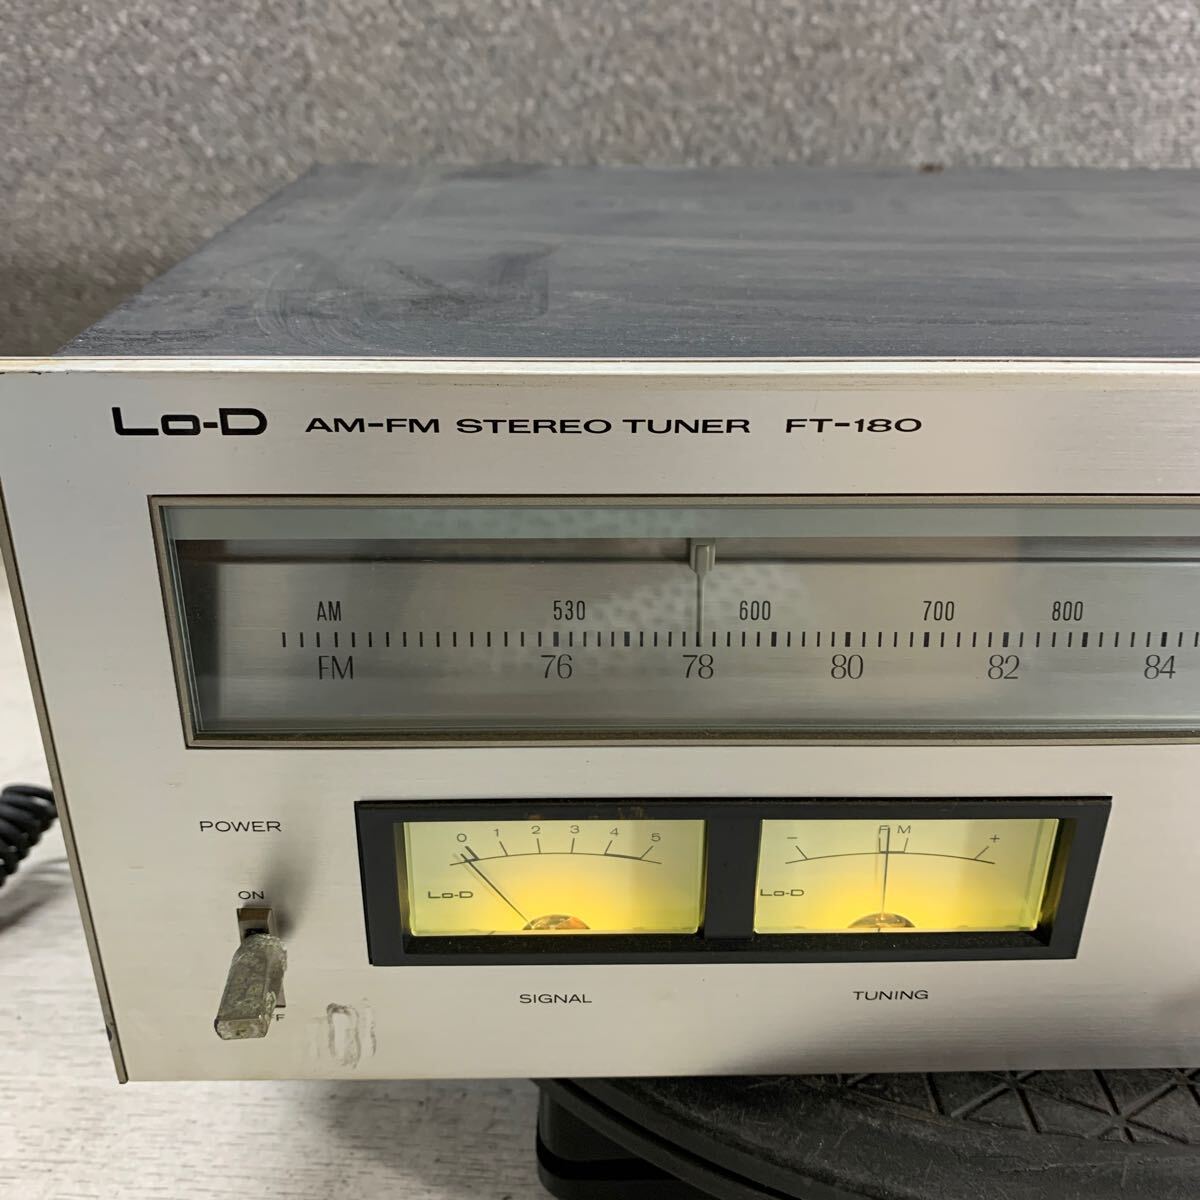 Lo-D AM-FM STEREO TUNER FT-180
AM 530 600 700 800
FM 76 78 80 82 84
POWER
ON
0 1 2 3 4 5
Lo-D
- FM +
Lo-D
SIGNAL
TUNING